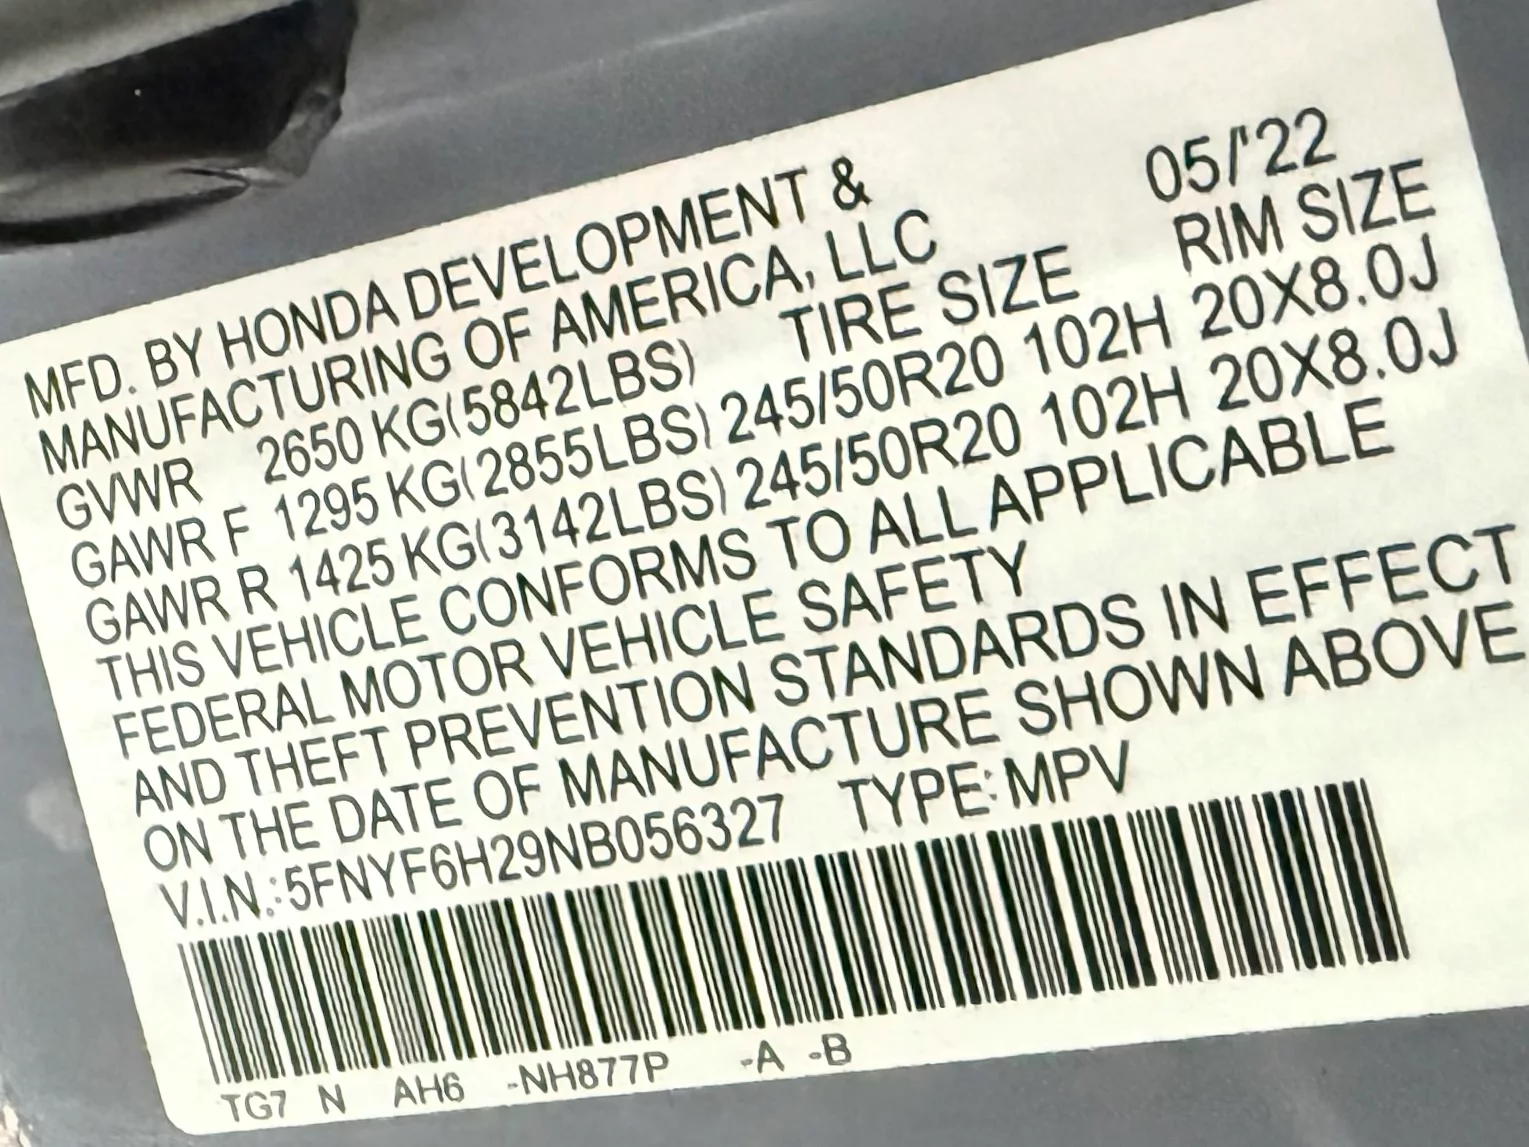 05/'22
MFD. BY HONDA DEVELOPMENT &
MANUFACTURING OF AMERICA, LLC
TIRE SIZE RIM SIZE
GVWR 2650 KG(5842LBS)
GAWR F 1295 KG(2855LBS) 245/50R20 102H 20X8.0J
GAWR R 1425 KG(3142LBS) 245/50R20 102H 20X8.0J
THIS VEHICLE CONFORMS TO ALL APPLICABLE
FEDERAL MOTOR VEHICLE SAFETY
AND THEFT PREVENTION STANDARDS IN EFFECT
ON THE DATE OF MANUFACTURE SHOWN ABOVE
V.I.N.:5FNYF6H29NB056327 TYPE:MPV
TG7 N AH6 -NH877P -A -B